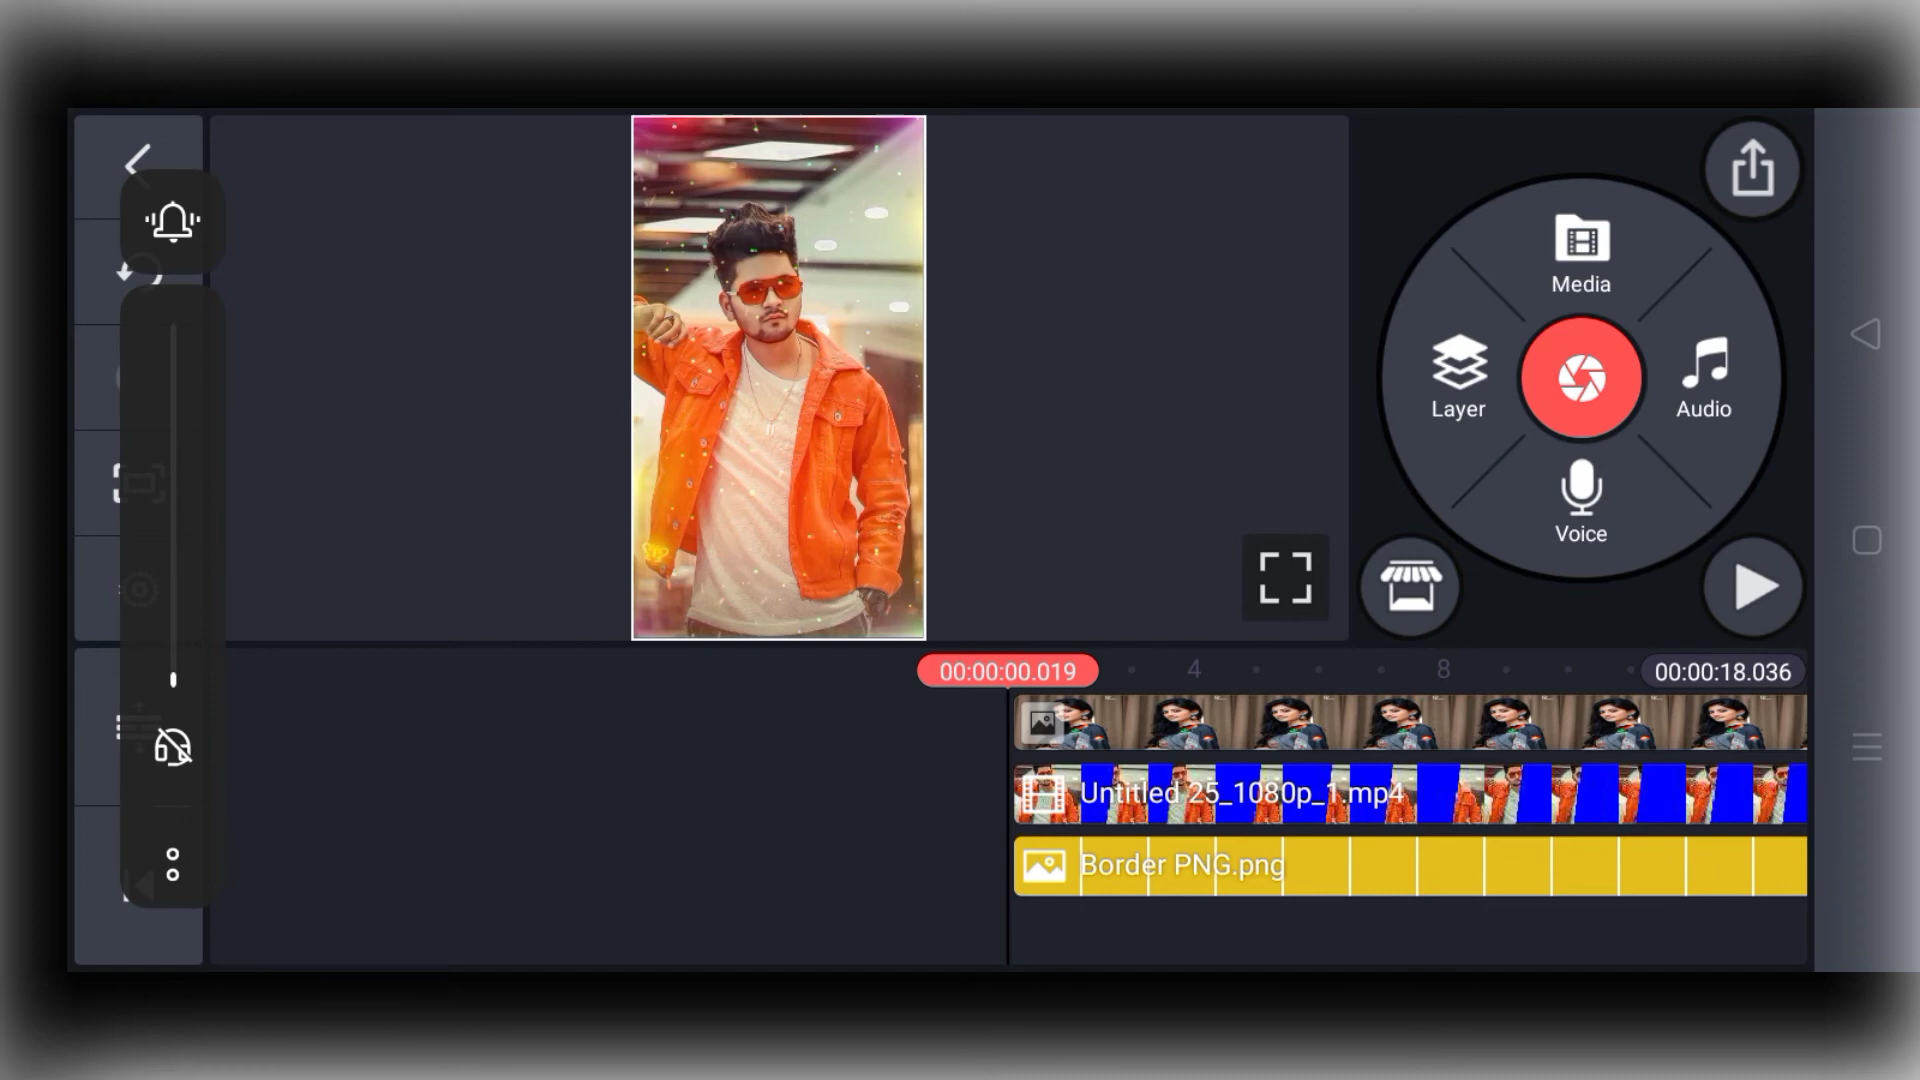 Media
Layer
Audio
Voice
00:00:00.019
4
8
00:00:18.036
Untitled 25_1080p_1.mp4
Border PNG.png